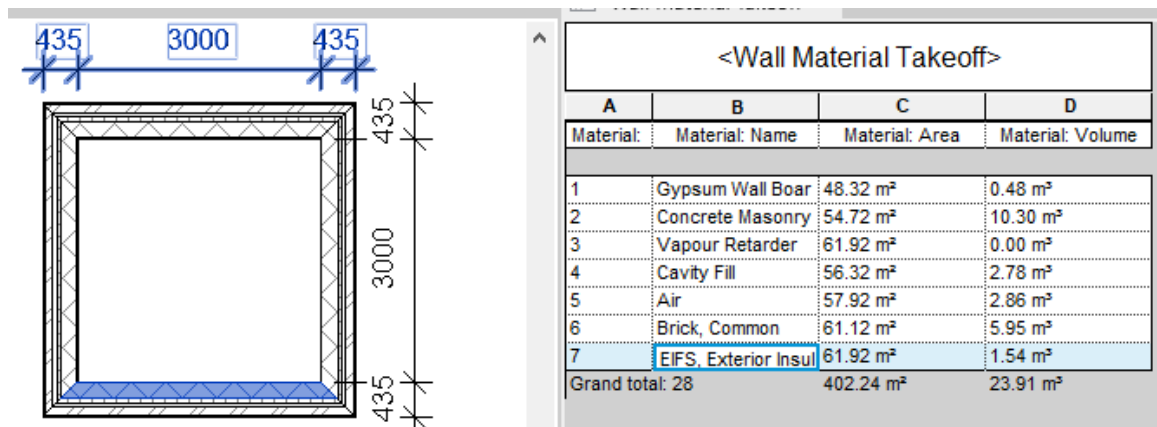 435 3000 435
435
3000
435
<Wall Material Takeoff>
A B C D
Material: Material: Name Material: Area Material: Volume
1 Gypsum Wall Boar 48.32 m² 0.48 m³
2 Concrete Masonry 54.72 m² 10.30 m³
3 Vapour Retarder 61.92 m² 0.00 m³
4 Cavity Fill 56.32 m² 2.78 m³
5 Air 57.92 m² 2.86 m³
6 Brick, Common 61.12 m² 5.95 m³
7 EIFS, Exterior Insul 61.92 m² 1.54 m³
Grand total: 28 402.24 m² 23.91 m³